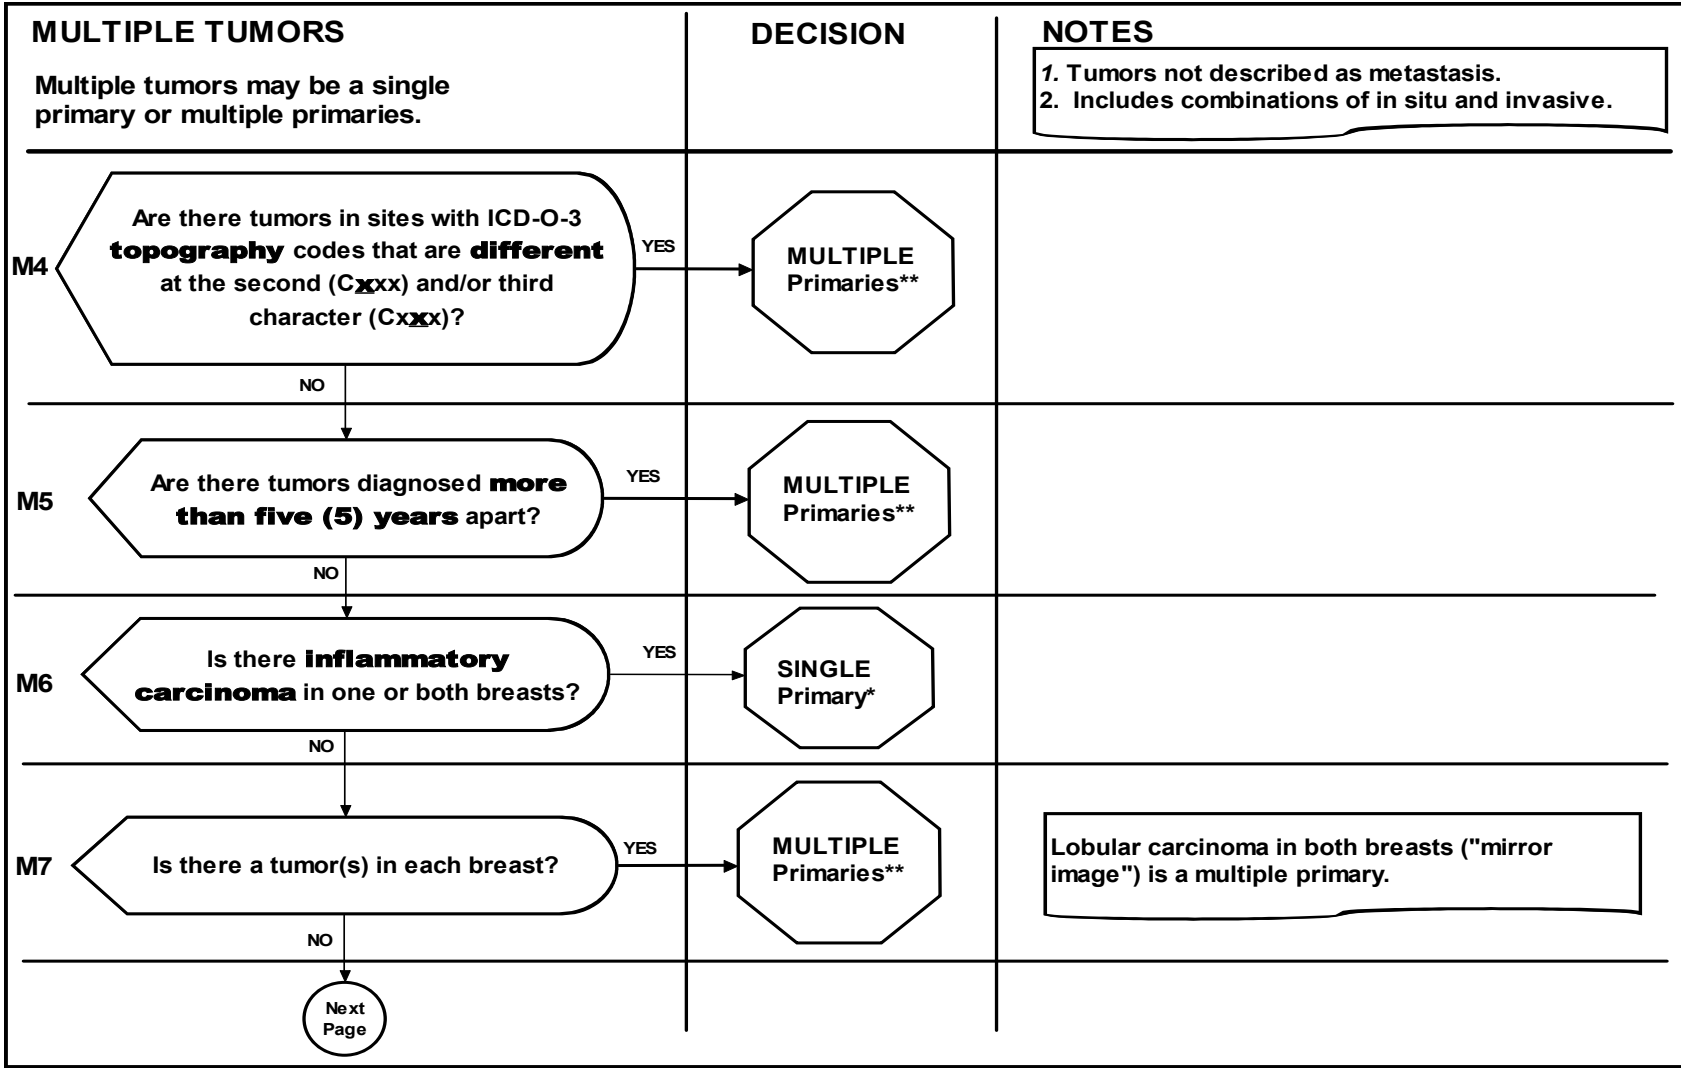 MULTIPLE TUMORS
DECISION
NOTES
Multiple tumors may be a single
primary or multiple primaries.
1. Tumors not described as metastasis.
2. Includes combinations of in situ and invasive.
M4
Are there tumors in sites with ICD-O-3
topography codes that are different
at the second (Cxxx) and/or third
character (Cxxx)?
YES
MULTIPLE
Primaries**
NO
M5
Are there tumors diagnosed more
than five (5) years apart?
YES
MULTIPLE
Primaries**
NO
M6
Is there inflammatory
carcinoma in one or both breasts?
YES
SINGLE
Primary*
NO
M7
Is there a tumor(s) in each breast?
YES
MULTIPLE
Primaries**
Lobular carcinoma in both breasts ("mirror
image") is a multiple primary.
NO
Next
Page